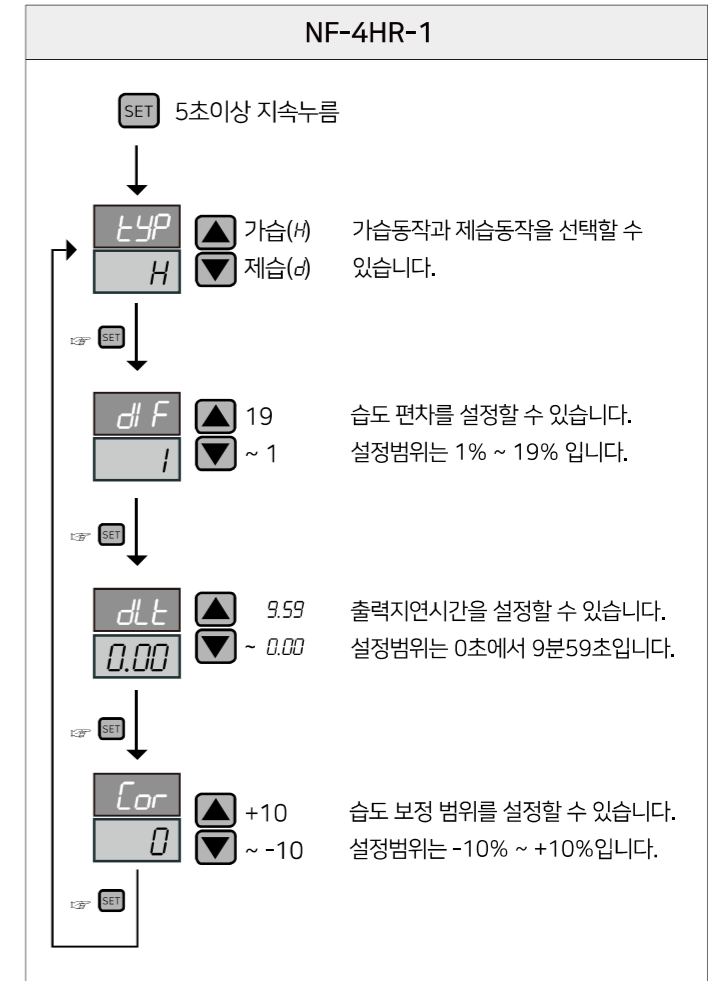 NF-4HR-1
SET 5초이상 지속누름
tYP 가습(H) 가습동작과 제습동작을 선택할 수
H 제습(d) 있습니다.
☞ SET
dIF 19 습도 편차를 설정할 수 있습니다.
1 ~ 1 설정범위는 1% ~ 19% 입니다.
☞ SET
dLt 9.59 출력지연시간을 설정할 수 있습니다.
0.00 ~ 0.00 설정범위는 0초에서 9분59초입니다.
☞ SET
Cor +10 습도 보정 범위를 설정할 수 있습니다.
0 ~ -10 설정범위는 -10% ~ +10%입니다.
☞ SET